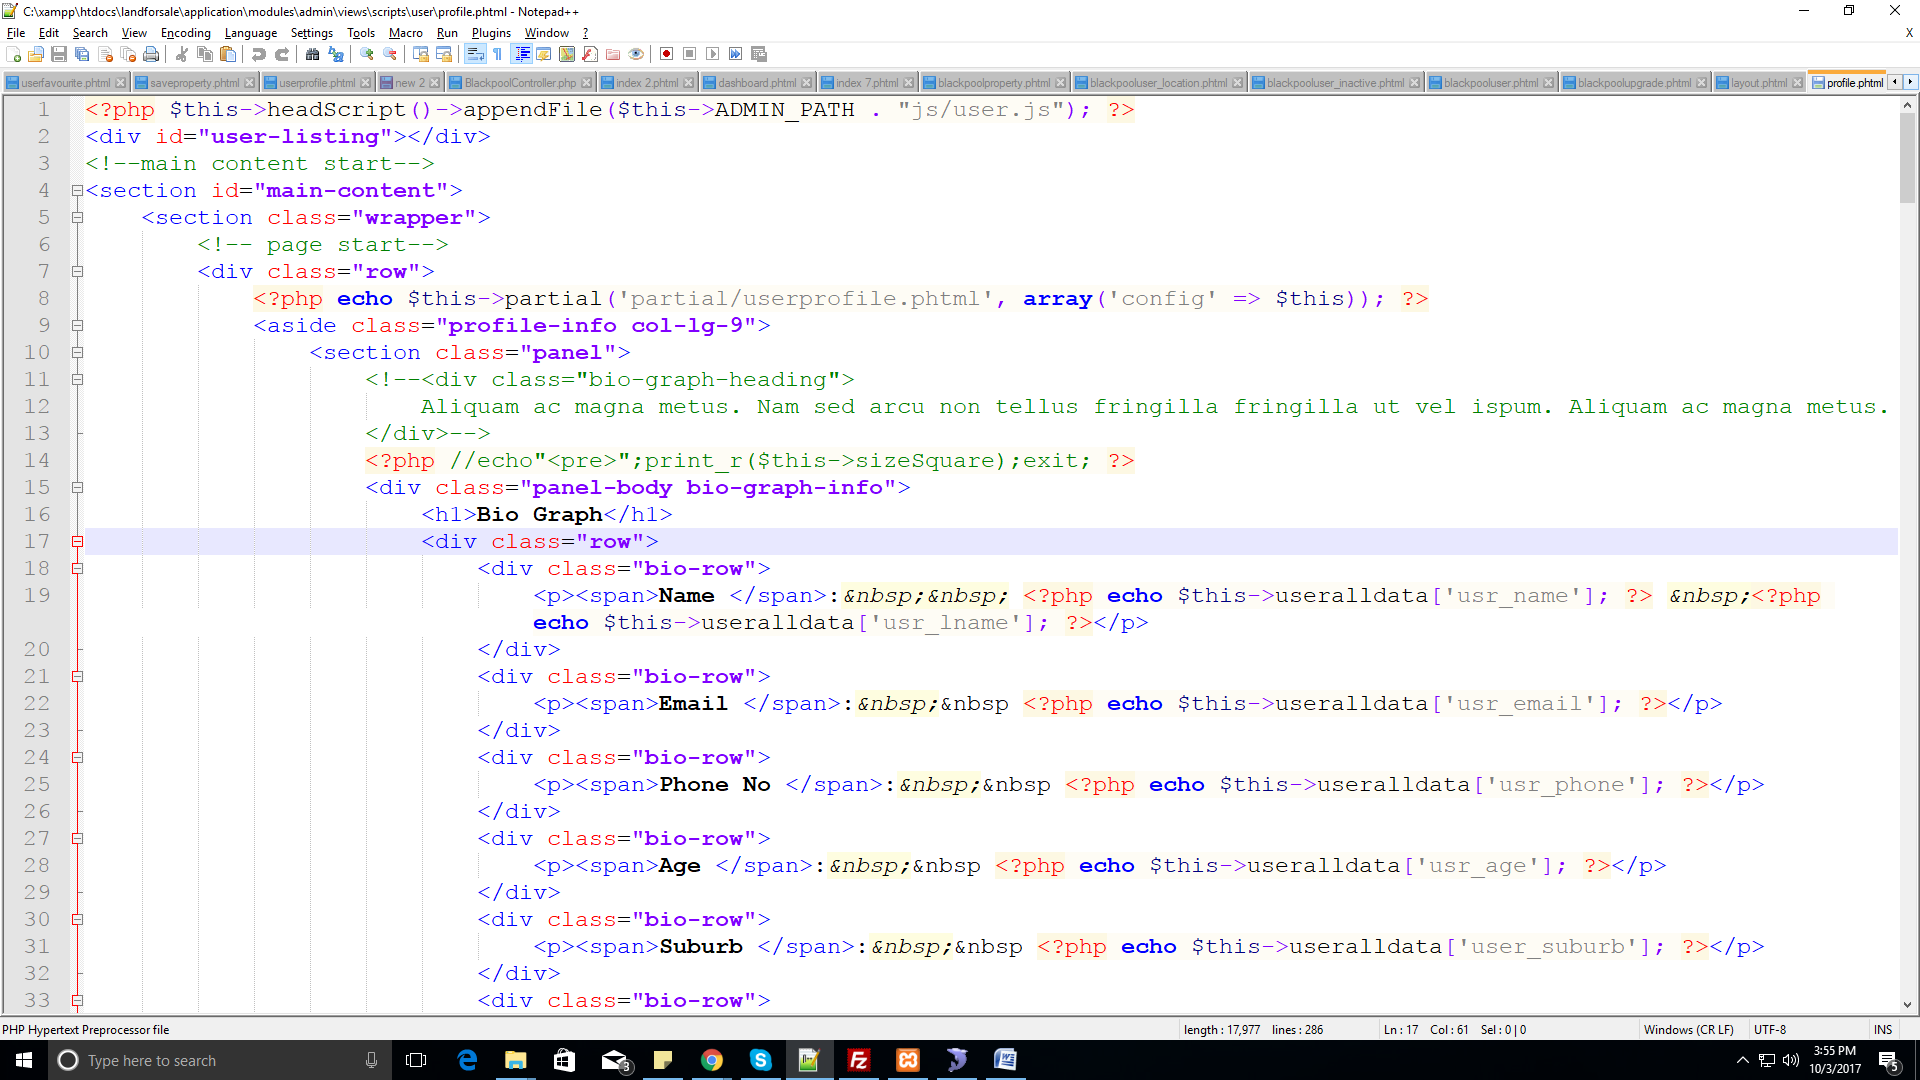 C:\xampp\htdocs\landforsale\application\modules\admin\views\scripts\user\profile.phtml - Notepad++
File Edit Search View Encoding Language Settings Tools Macro Run Plugins Window ? X
userfavourite.phtml saveproperty.phtml userprofile.phtml new 2 BlackpoolController.php index 2.phtml dashboard.phtml index 7.phtml blackpoolproperty.phtml blackpooluser_location.phtml blackpooluser_inactive.phtml blackpooluser.phtml blackpoolupgrade.phtml layout.phtml profile.phtml
1 <?php $this->headScript()->appendFile($this->ADMIN_PATH . "js/user.js"); ?>
2 <div id="user-listing"></div>
3 <!--main content start-->
4 <section id="main-content">
5 <section class="wrapper">
6 <!-- page start-->
7 <div class="row">
8 <?php echo $this->partial('partial/userprofile.phtml', array('config' => $this)); ?>
9 <aside class="profile-info col-lg-9">
10 <section class="panel">
11 <!--<div class="bio-graph-heading">
12 Aliquam ac magna metus. Nam sed arcu non tellus fringilla fringilla ut vel ispum. Aliquam ac magna metus.
13 </div>-->
14 <?php //echo"<pre>";print_r($this->sizeSquare);exit; ?>
15 <div class="panel-body bio-graph-info">
16 <h1>Bio Graph</h1>
17 <div class="row">
18 <div class="bio-row">
19 <p><span>Name </span>:&nbsp;&nbsp; <?php echo $this->useralldata['usr_name']; ?> &nbsp;<?php
echo $this->useralldata['usr_lname']; ?></p>
20 </div>
21 <div class="bio-row">
22 <p><span>Email </span>:&nbsp;&nbsp <?php echo $this->useralldata['usr_email']; ?></p>
23 </div>
24 <div class="bio-row">
25 <p><span>Phone No </span>:&nbsp;&nbsp <?php echo $this->useralldata['usr_phone']; ?></p>
26 </div>
27 <div class="bio-row">
28 <p><span>Age </span>:&nbsp;&nbsp <?php echo $this->useralldata['usr_age']; ?></p>
29 </div>
30 <div class="bio-row">
31 <p><span>Suburb </span>:&nbsp;&nbsp <?php echo $this->useralldata['user_suburb']; ?></p>
32 </div>
33 <div class="bio-row">
PHP Hypertext Preprocessor file length : 17,977 lines : 286 Ln : 17 Col : 61 Sel : 0 | 0 Windows (CR LF) UTF-8 INS
Type here to search 3 3:55 PM
10/3/2017 5